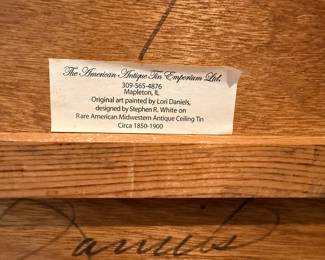 The American Antique Tin Emporium Ltd.
309-565-4876
Mapleton, IL
Original art painted by Lori Daniels,
designed by Stephen R. White on
Rare American Midwestern Antique Ceiling Tin
Circa 1850-1900